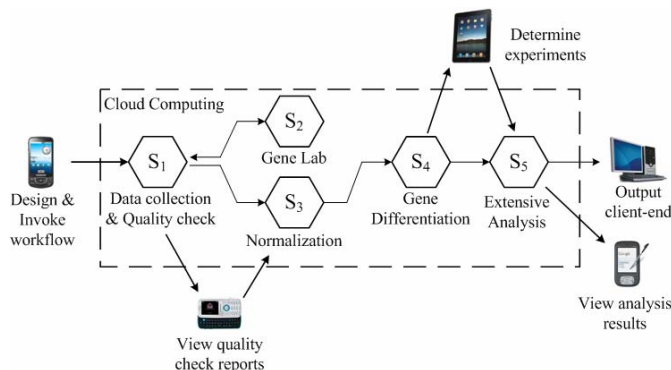 Determine
experiments
Cloud Computing
S2
Gene Lab
S1
Data collection
& Quality check
Design &
Invoke
workflow
S3
Normalization
S4
Gene
Differentiation
S5
Extensive
Analysis
Output
client-end
View analysis
results
View quality
check reports